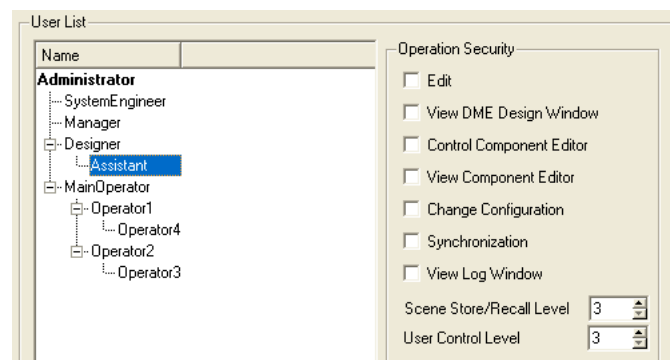 User List
Name
Administrator
SystemEngineer
Manager
Designer
Assistant
MainOperator
Operator1
Operator4
Operator2
Operator3
Operation Security
Edit
View DME Design Window
Control Component Editor
View Component Editor
Change Configuration
Synchronization
View Log Window
Scene Store/Recall Level 3
User Control Level 3